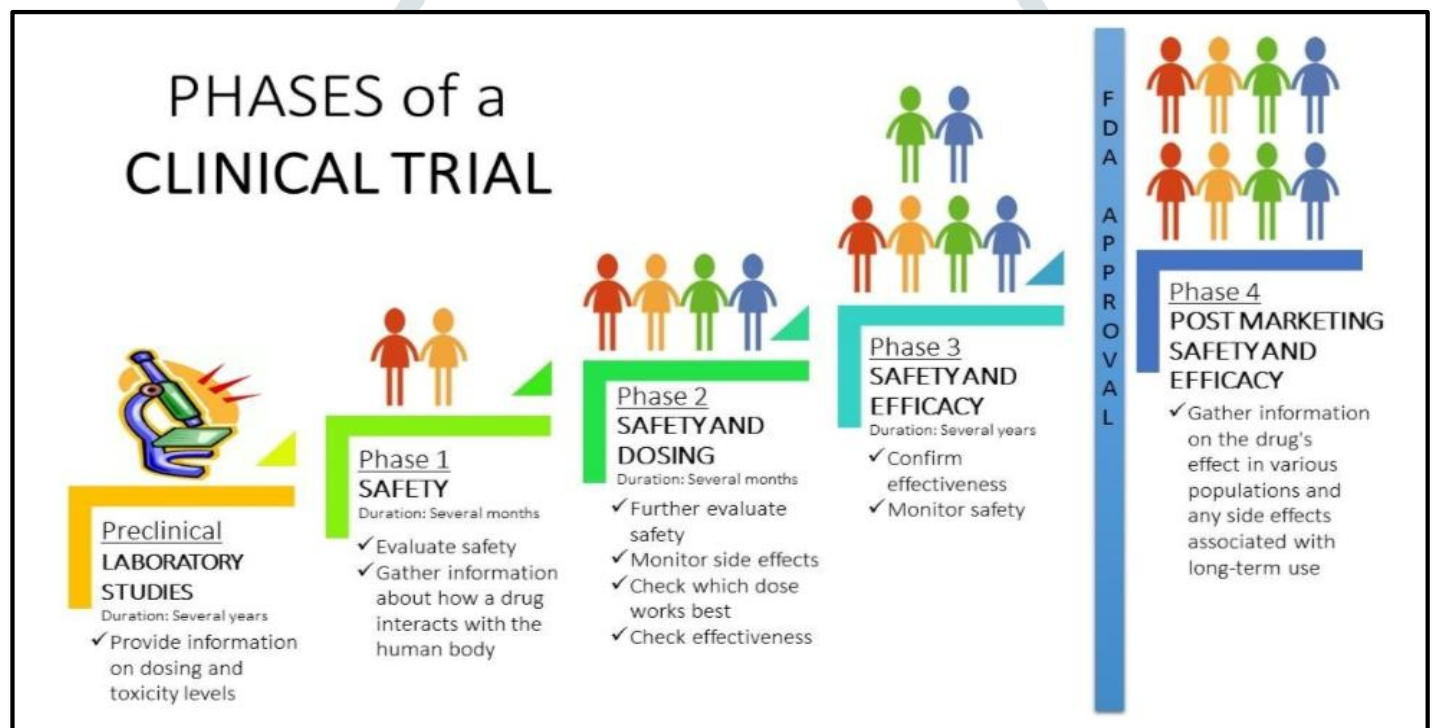 PHASES of a
CLINICAL TRIAL
Preclinical
LABORATORY
STUDIES
Duration: Several years
✓Provide information
on dosing and
toxicity levels
Phase 1
SAFETY
Duration: Several months
✓Evaluate safety
✓Gather information
about how a drug
interacts with the
human body
Phase 2
SAFETY AND
DOSING
Duration: Several months
✓Further evaluate
safety
✓Monitor side effects
✓Check which dose
works best
✓Check effectiveness
Phase 3
SAFETY AND
EFFICACY
Duration: Several years
✓Confirm
effectiveness
✓Monitor safety
FDA APPROVAL
Phase 4
POST MARKETING
SAFETY AND
EFFICACY
✓Gather information
on the drug's
effect in various
populations and
any side effects
associated with
long-term use